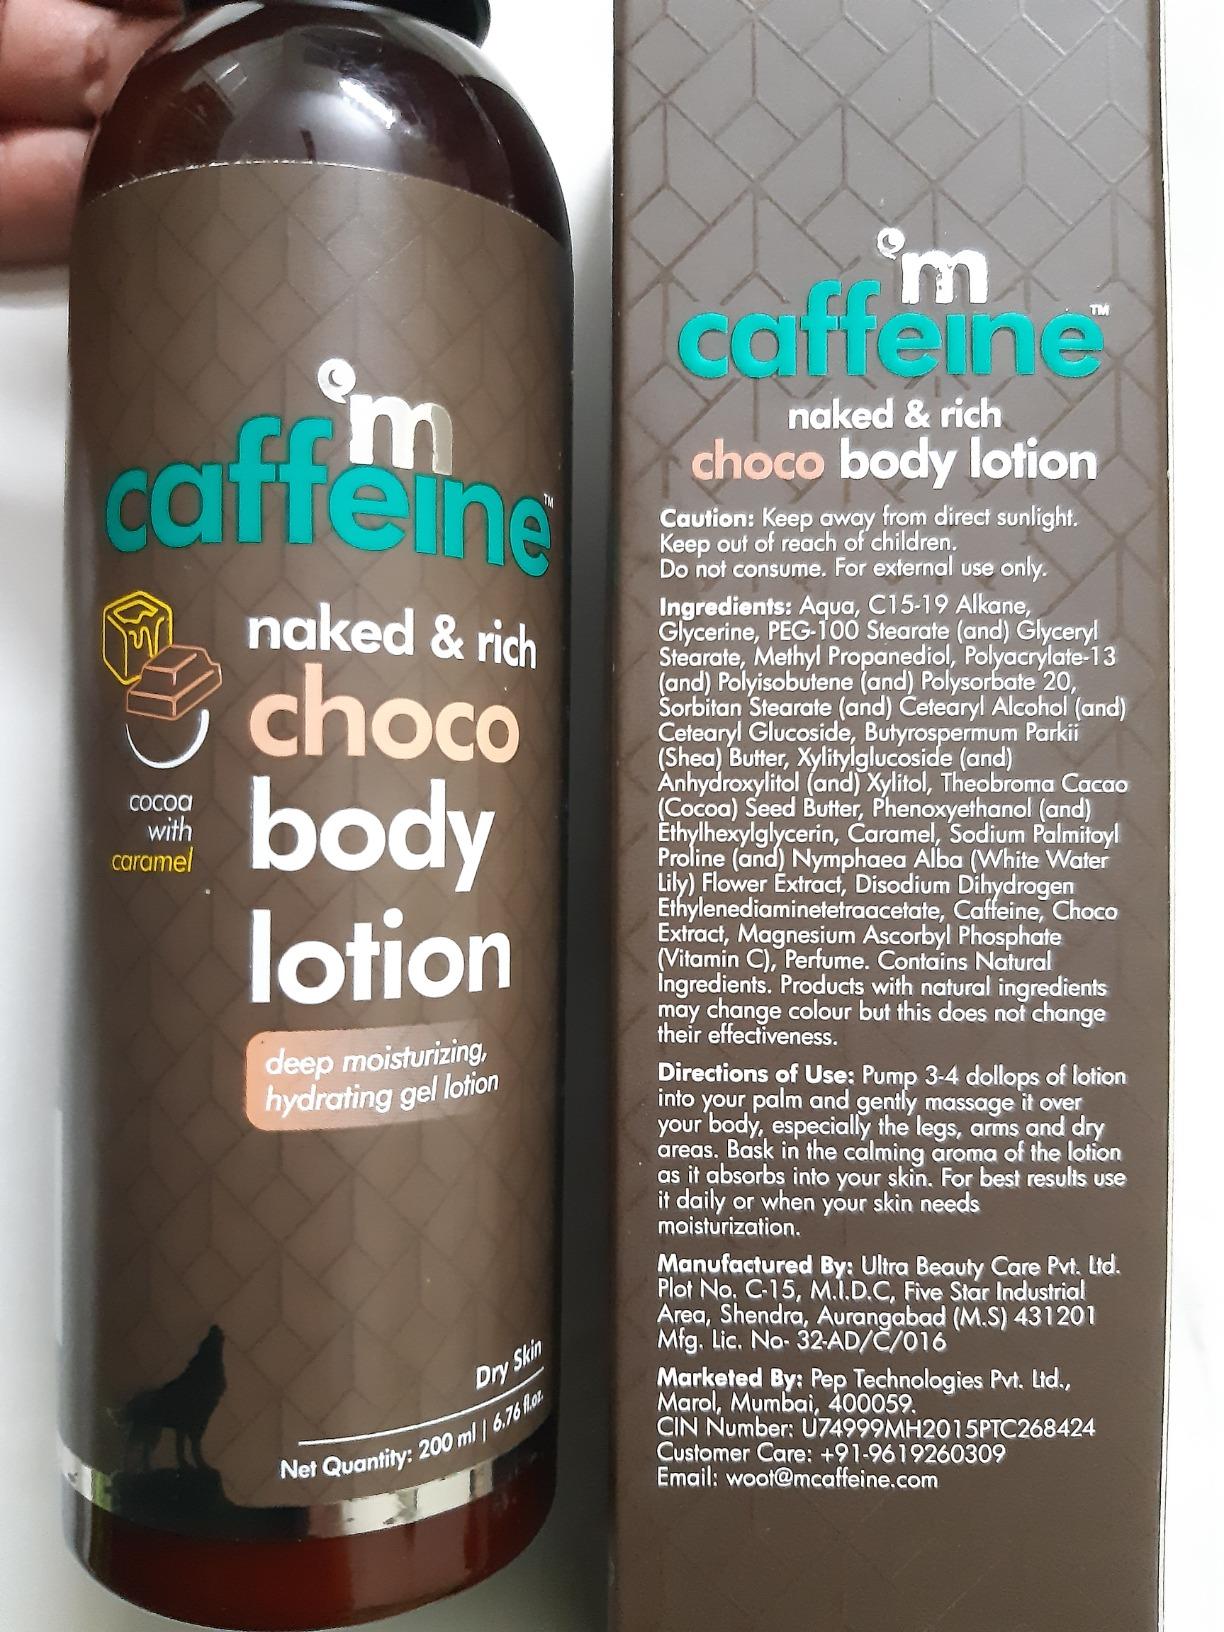 'm
caffeine™
naked & rich
choco
body
lotion
cocoa
with
caramel
deep moisturizing,
hydrating gel lotion
Dry Skin
Net Quantity: 200 ml | 6.76 fl.oz.
'm
caffeine™
naked & rich
choco body lotion
Caution: Keep away from direct sunlight.
Keep out of reach of children.
Do not consume. For external use only.
Ingredients: Aqua, C15-19 Alkane,
Glycerine, PEG-100 Stearate (and) Glyceryl
Stearate, Methyl Propanediol, Polyacrylate-13
(and) Polyisobutene (and) Polysorbate 20,
Sorbitan Stearate (and) Cetearyl Alcohol (and)
Cetearyl Glucoside, Butyrospermum Parkii
(Shea) Butter, Xylitylglucoside (and)
Anhydroxylitol (and) Xylitol, Theobroma Cacao
(Cocoa) Seed Butter, Phenoxyethanol (and)
Ethylhexylglycerin, Caramel, Sodium Palmitoyl
Proline (and) Nymphaea Alba (White Water
Lily) Flower Extract, Disodium Dihydrogen
Ethylenediaminetetraacetate, Caffeine, Choco
Extract, Magnesium Ascorbyl Phosphate
(Vitamin C), Perfume. Contains Natural
Ingredients. Products with natural ingredients
may change colour but this does not change
their effectiveness.
Directions of Use: Pump 3-4 dollops of lotion
into your palm and gently massage it over
your body, especially the legs, arms and dry
areas. Bask in the calming aroma of the lotion
as it absorbs into your skin. For best results use
it daily or when your skin needs
moisturization.
Manufactured By: Ultra Beauty Care Pvt. Ltd.
Plot No. C-15, M.I.D.C, Five Star Industrial
Area, Shendra, Aurangabad (M.S) 431201
Mfg. Lic. No- 32-AD/C/016
Marketed By: Pep Technologies Pvt. Ltd.,
Marol, Mumbai, 400059.
CIN Number: U74999MH2015PTC268424
Customer Care: +91-9619260309
Email: woot@mcaffeine.com